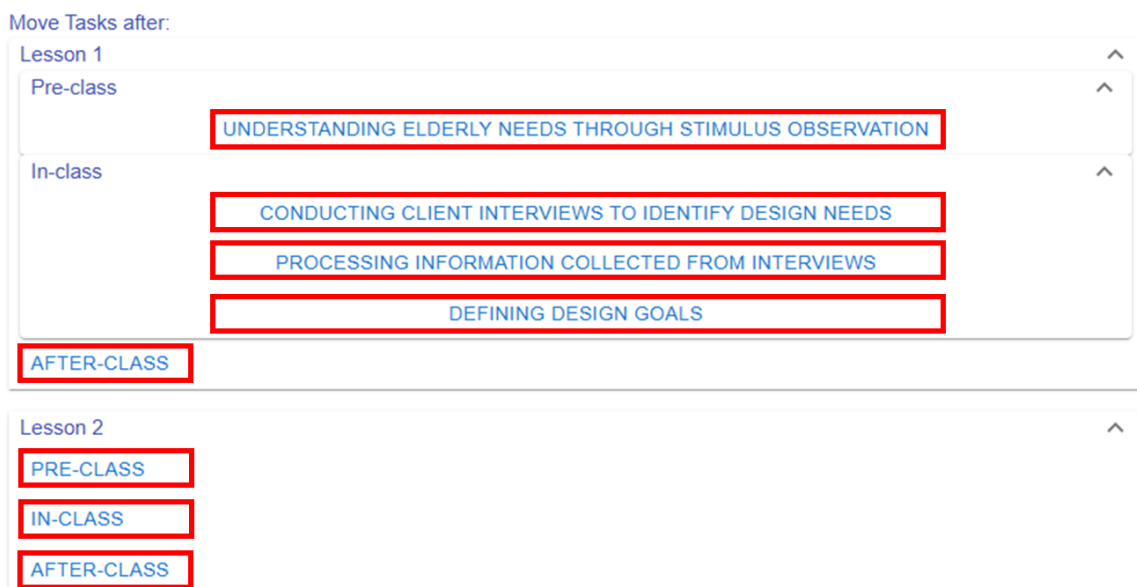 Move Tasks after:
Lesson 1
Pre-class
UNDERSTANDING ELDERLY NEEDS THROUGH STIMULUS OBSERVATION
In-class
CONDUCTING CLIENT INTERVIEWS TO IDENTIFY DESIGN NEEDS
PROCESSING INFORMATION COLLECTED FROM INTERVIEWS
DEFINING DESIGN GOALS
AFTER-CLASS
Lesson 2
PRE-CLASS
IN-CLASS
AFTER-CLASS